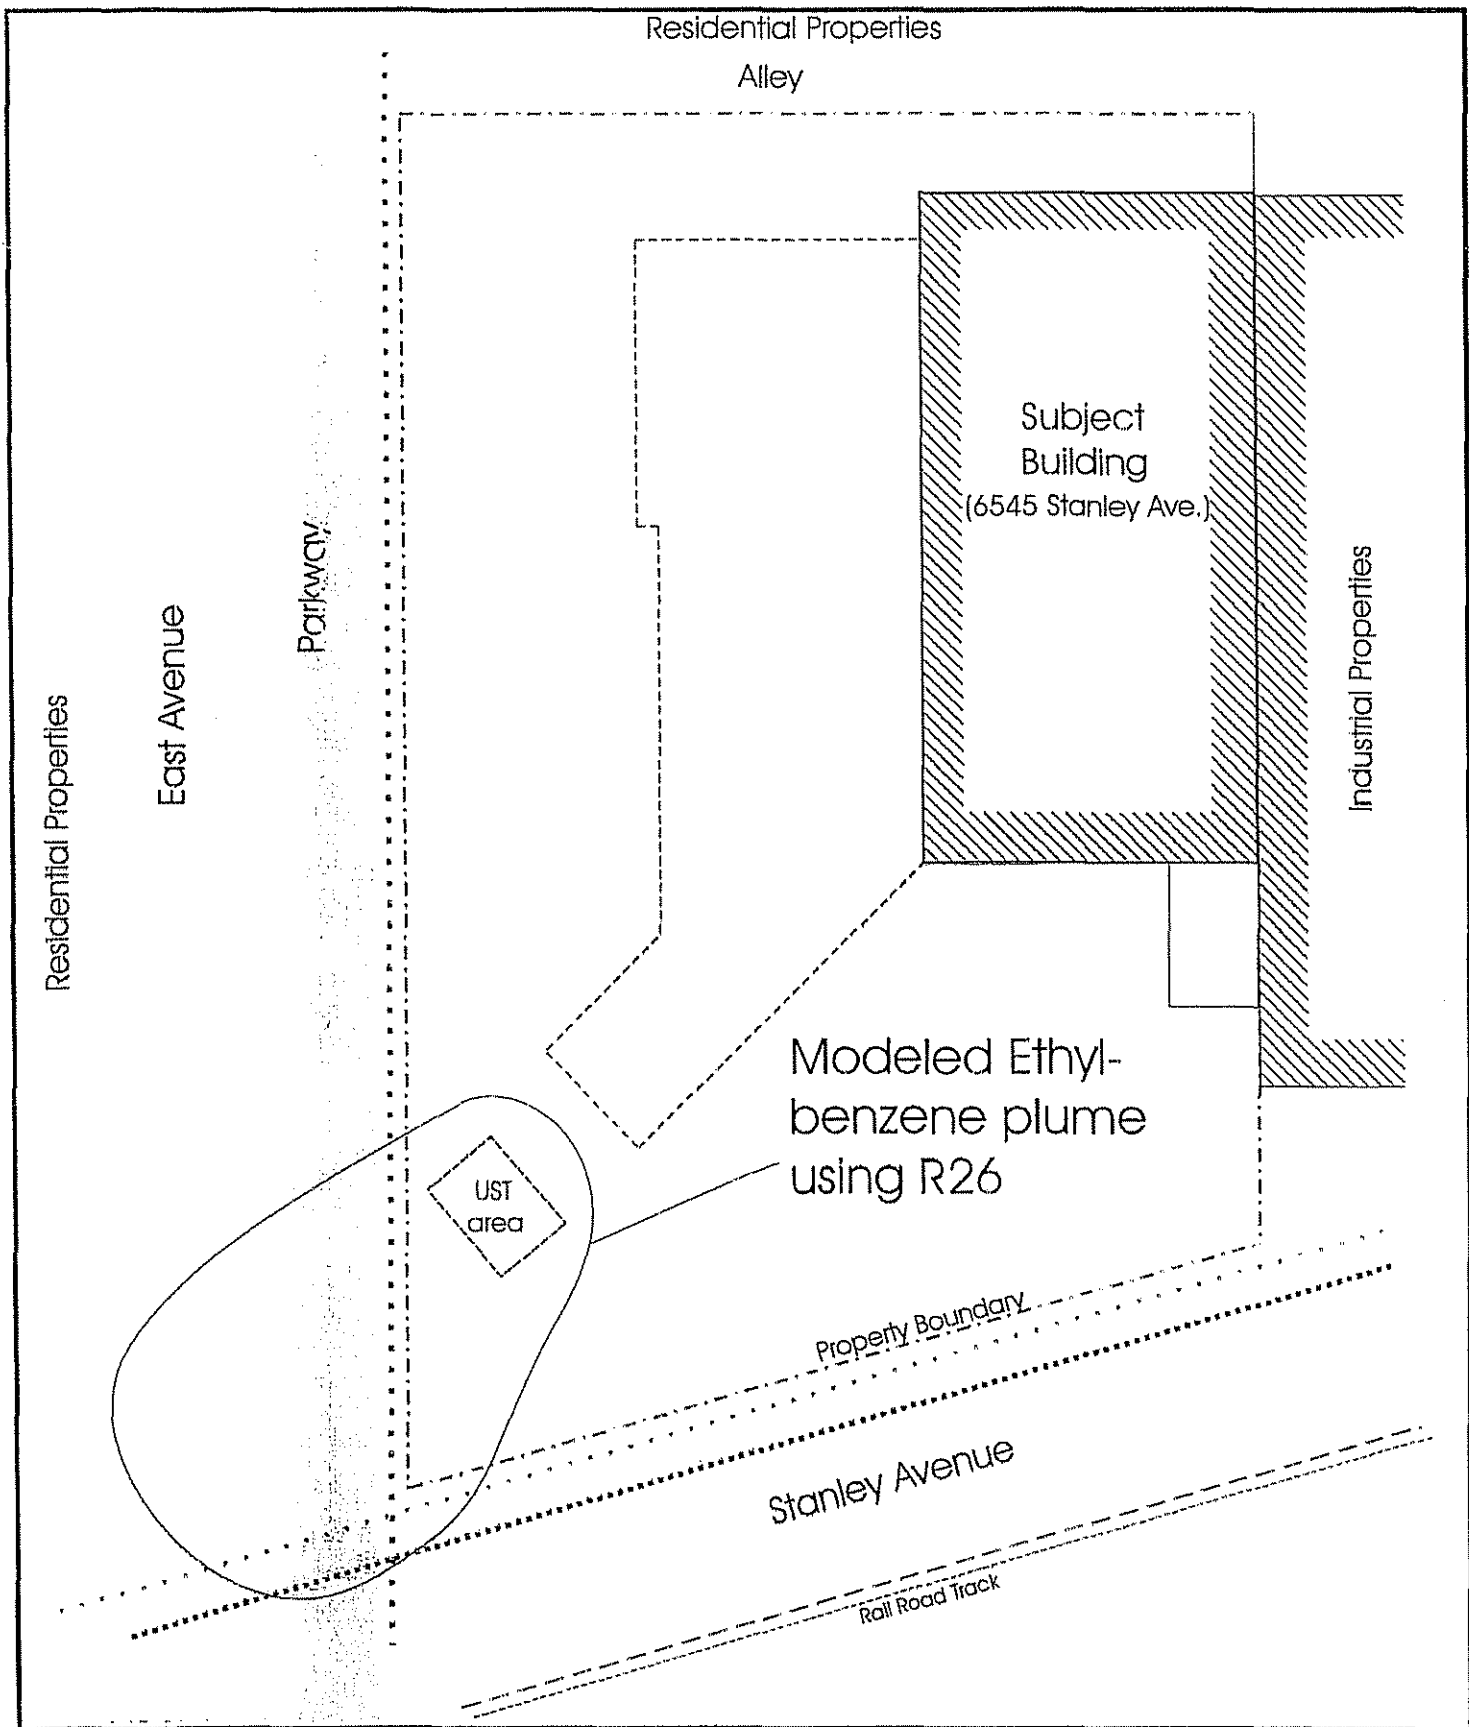 Residential Properties
Alley
Subject
Building
(6545 Stanley Ave.)
Parkway
East Avenue
Residential Properties
Industrial Properties
Modeled Ethyl-
benzene plume
using R26
UST
area
Property Boundary
Stanley Avenue
Rail Road Track